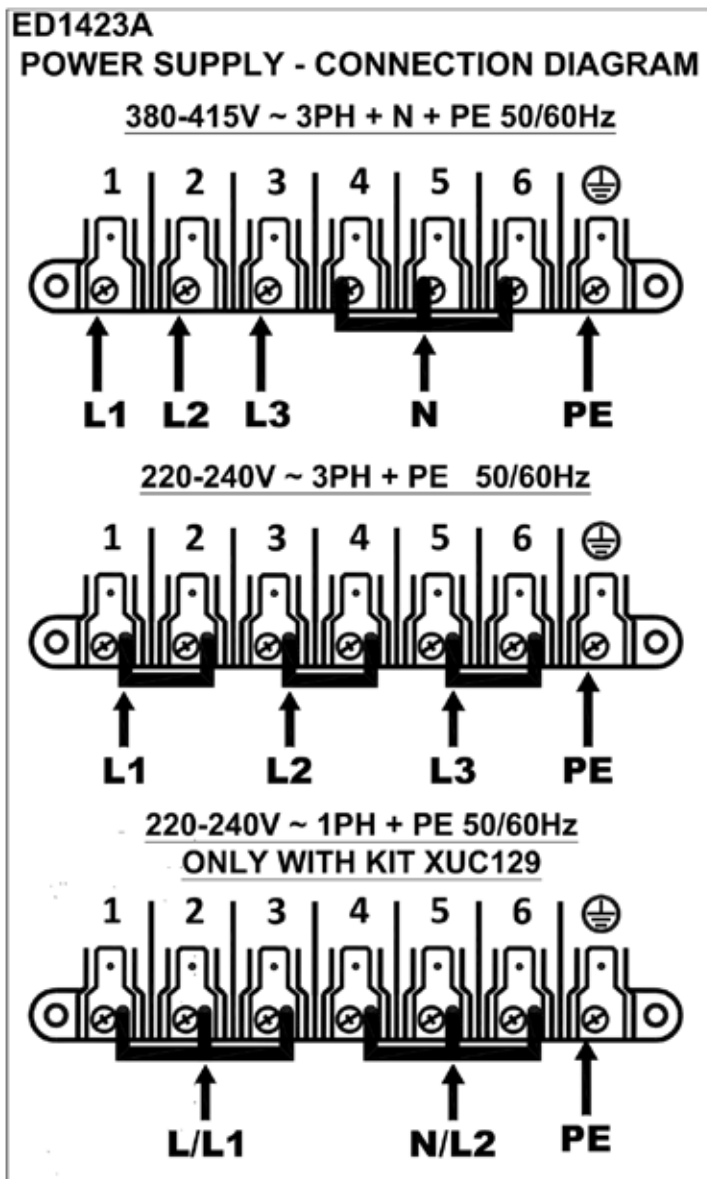 ED1423A
POWER SUPPLY - CONNECTION DIAGRAM
380-415V ~ 3PH + N + PE 50/60Hz
1 2 3 4 5 6
L1 L2 L3 N PE
220-240V ~ 3PH + PE 50/60Hz
1 2 3 4 5 6
L1 L2 L3 PE
220-240V ~ 1PH + PE 50/60Hz
ONLY WITH KIT XUC129
1 2 3 4 5 6
L/L1 N/L2 PE